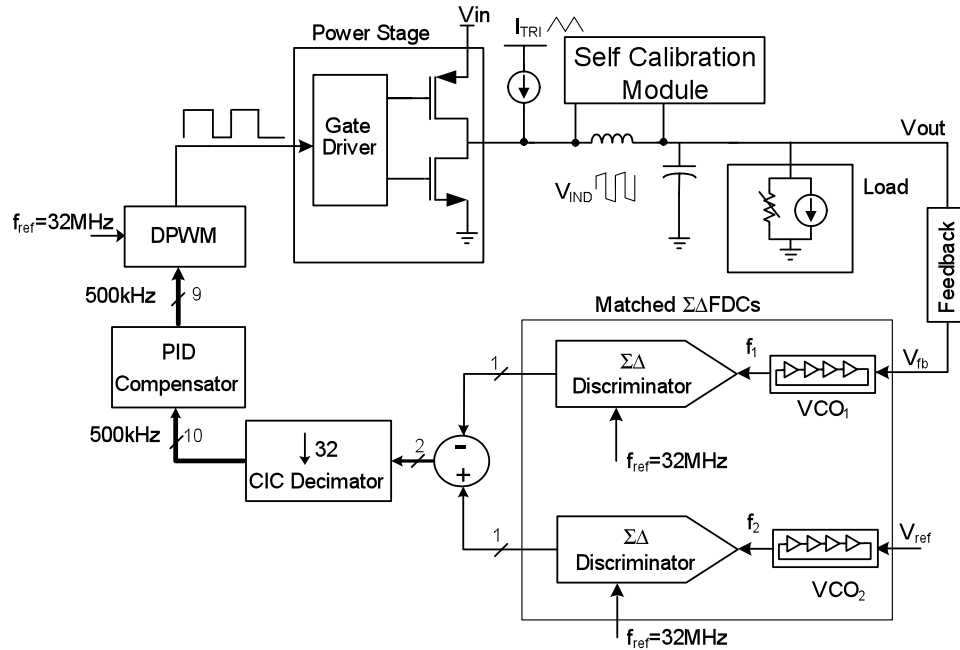 Vin
Power Stage
I_TRI
Self Calibration
Module
Gate
Driver
Vout
V_IND
Load
f_ref=32MHz
DPWM
Feedback
500kHz
9
Matched ΣΔFDCs
PID
Compensator
1
ΣΔ
Discriminator
f_1
V_fb
VCO_1
500kHz
10
↓ 32
CIC Decimator
2
-
+
f_ref=32MHz
1
ΣΔ
Discriminator
f_2
V_ref
VCO_2
f_ref=32MHz